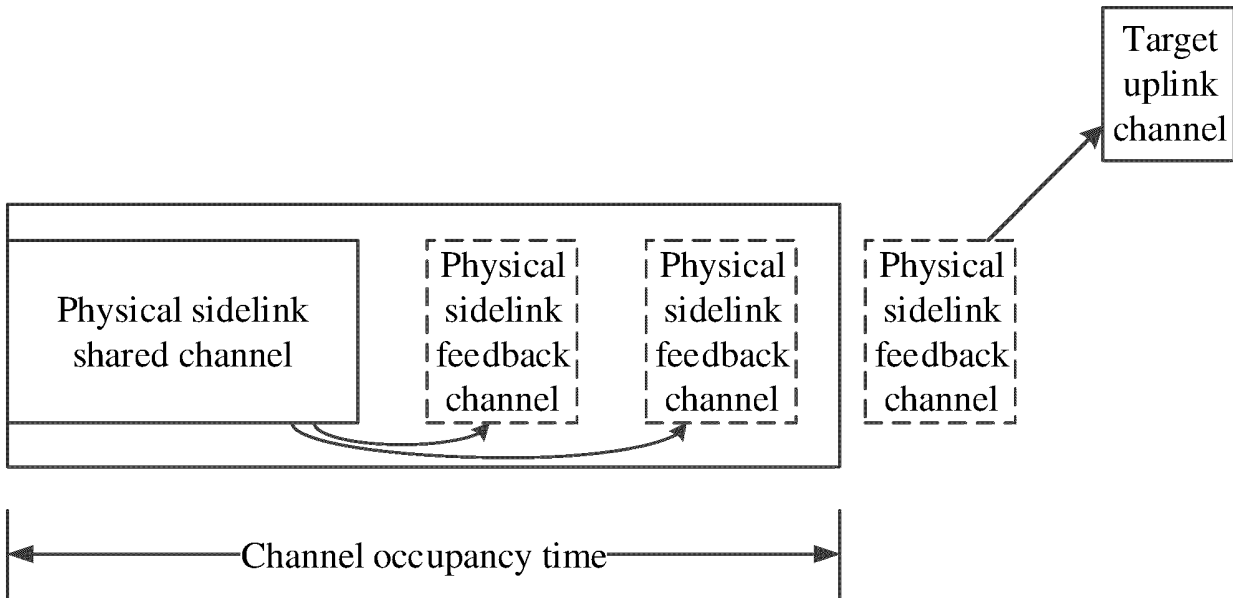 Target
uplink
channel
Physical sidelink
shared channel
Physical
sidelink
feedback
channel
Physical
sidelink
feedback
channel
Physical
sidelink
feedback
channel
Channel occupancy time